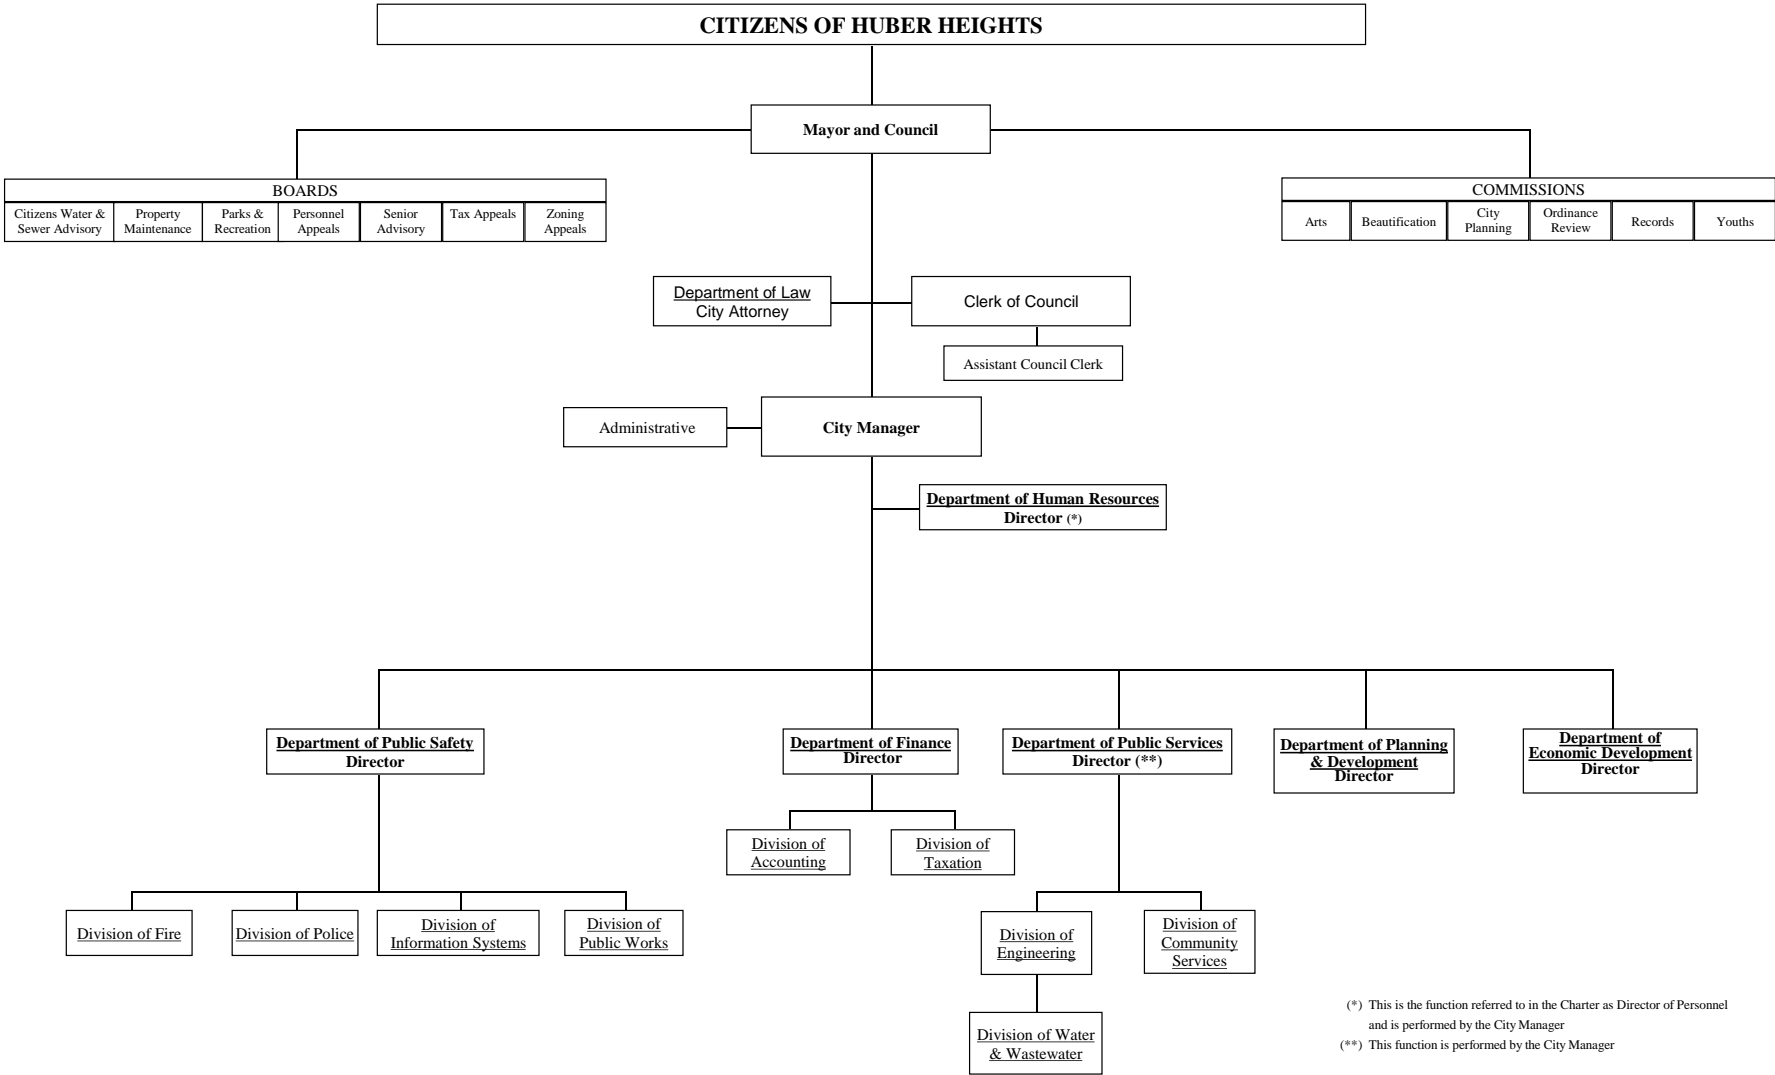 CITIZENS OF HUBER HEIGHTS
Mayor and Council
BOARDS
Citizens Water &
Sewer Advisory
Property
Maintenance
Parks &
Recreation
Personnel
Appeals
Senior
Advisory
Tax Appeals
Zoning
Appeals
COMMISSIONS
Arts
Beautification
City
Planning
Ordinance
Review
Records
Youths
Department of Law
City Attorney
Clerk of Council
Assistant Council Clerk
Administrative
City Manager
Department of Human Resources
Director (*)
Department of Public Safety
Director
Department of Finance
Director
Department of Public Services
Director (**)
Department of Planning
& Development
Director
Department of
Economic Development
Director
Division of
Accounting
Division of
Taxation
Division of Fire
Division of Police
Division of
Information Systems
Division of
Public Works
Division of
Engineering
Division of
Community
Services
Division of Water
& Wastewater
(*) This is the function referred to in the Charter as Director of Personnel
and is performed by the City Manager
(**) This function is performed by the City Manager